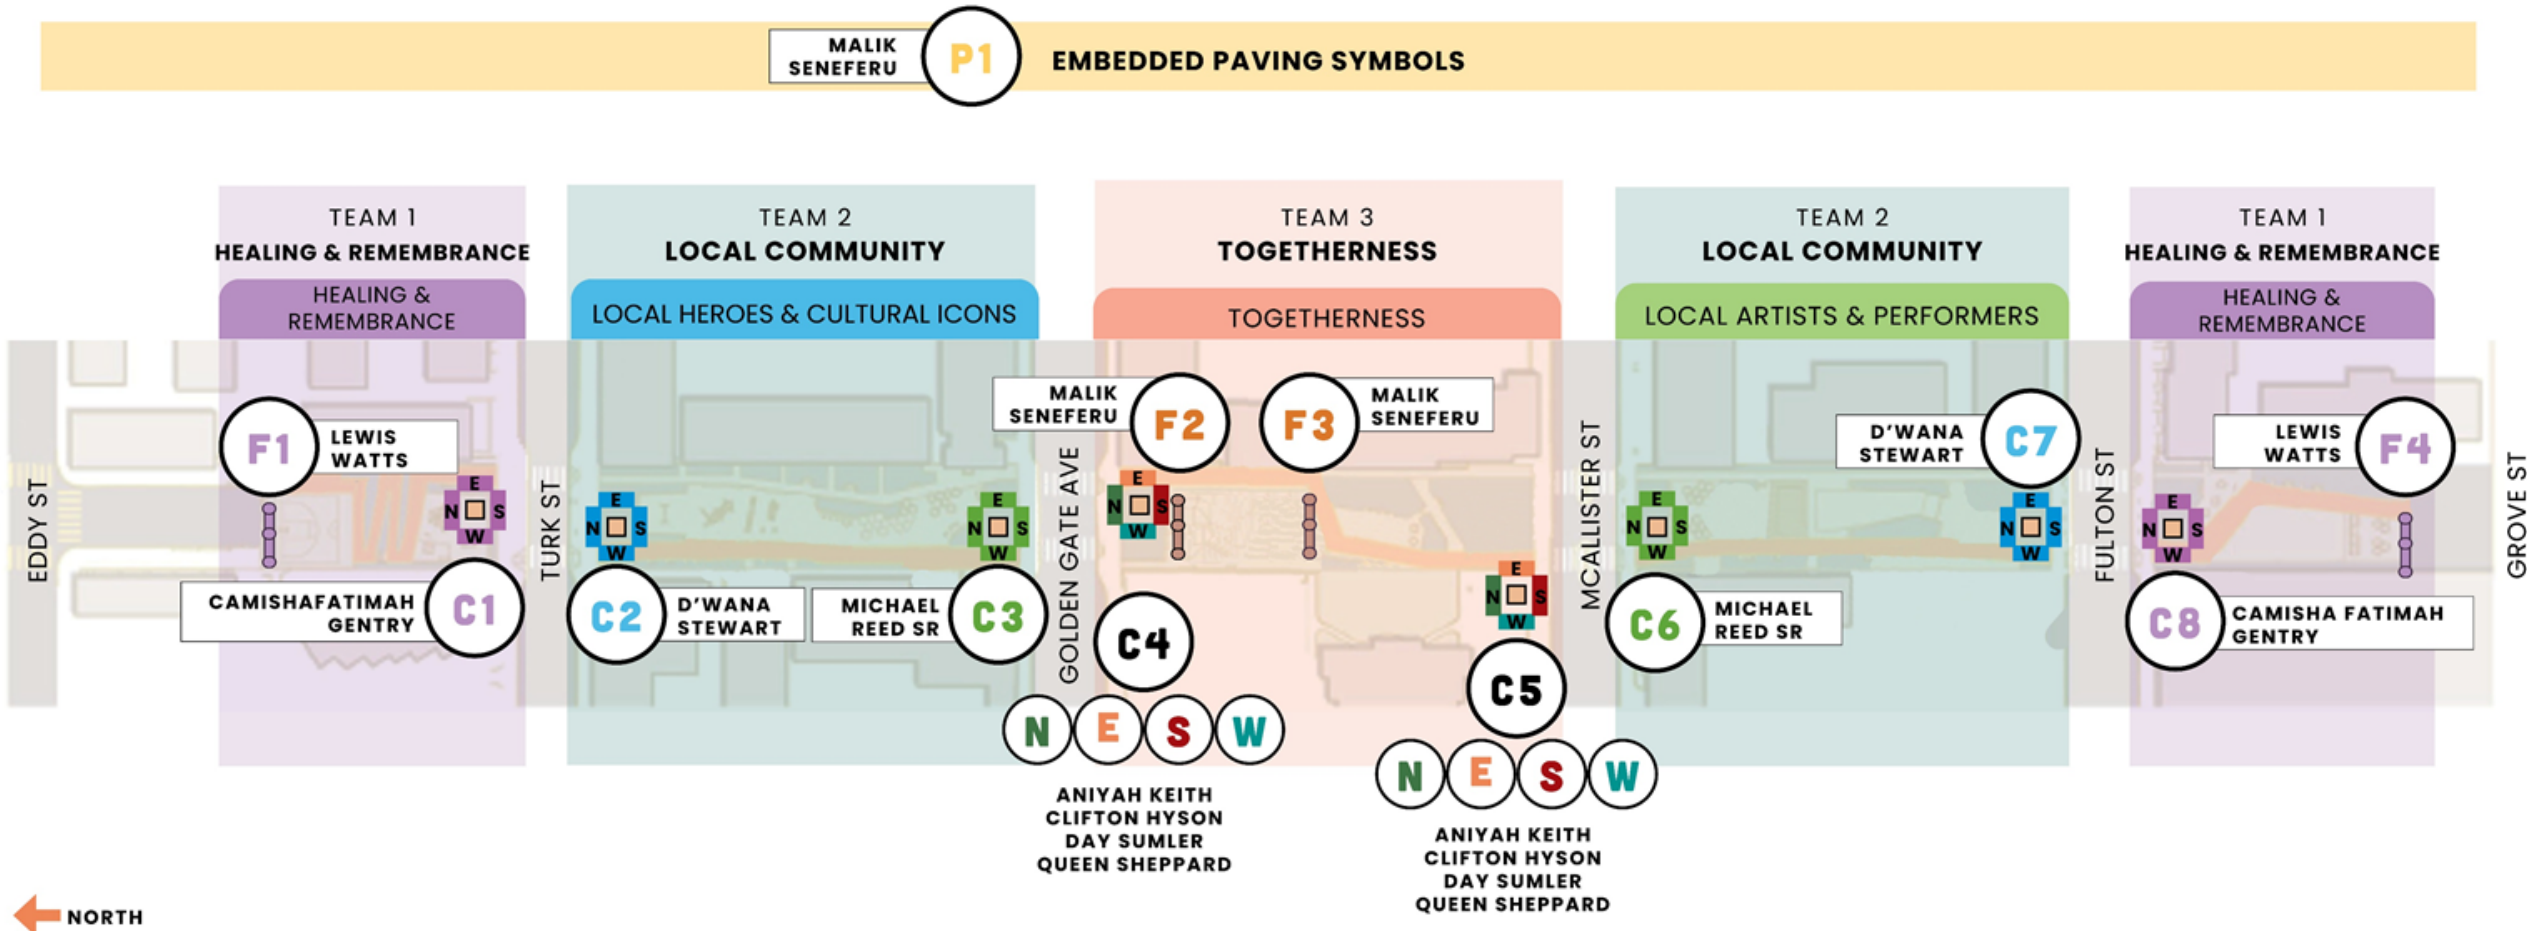 MALIK
SENEFERU
P1
EMBEDDED PAVING SYMBOLS
TEAM 1
HEALING & REMEMBRANCE
HEALING &
REMEMBRANCE
TEAM 2
LOCAL COMMUNITY
LOCAL HEROES & CULTURAL ICONS
TEAM 3
TOGETHERNESS
TOGETHERNESS
TEAM 2
LOCAL COMMUNITY
LOCAL ARTISTS & PERFORMERS
TEAM 1
HEALING & REMEMBRANCE
HEALING &
REMEMBRANCE
EDDY ST
F1
LEWIS
WATTS
E
N S
W
CAMISHAFATIMAH
GENTRY
C1
TURK ST
E
N S
W
C2
D'WANA
STEWART
E
N S
W
MICHAEL
REED SR
C3
GOLDEN GATE AVE
MALIK
SENEFERU
F2
F3
MALIK
SENEFERU
E
N S
W
C4
N E S W
ANIYAH KEITH
CLIFTON HYSON
DAY SUMLER
QUEEN SHEPPARD
E
N S
W
C5
N E S W
ANIYAH KEITH
CLIFTON HYSON
DAY SUMLER
QUEEN SHEPPARD
MCALLISTER ST
E
N S
W
C6
MICHAEL
REED SR
D'WANA
STEWART
C7
E
N S
W
FULTON ST
LEWIS
WATTS
F4
E
N S
W
C8
CAMISHA FATIMAH
GENTRY
GROVE ST
NORTH